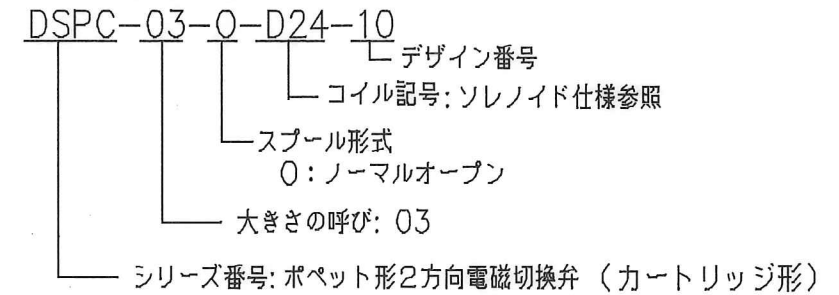 DSPC-03-O-D24-10
デザイン番号
コイル記号:ソレノイド仕様参照
スプール形式
O:ノーマルオープン
大きさの呼び: 03
シリーズ番号: ポペット形2方向電磁切換弁 (カートリッジ形)